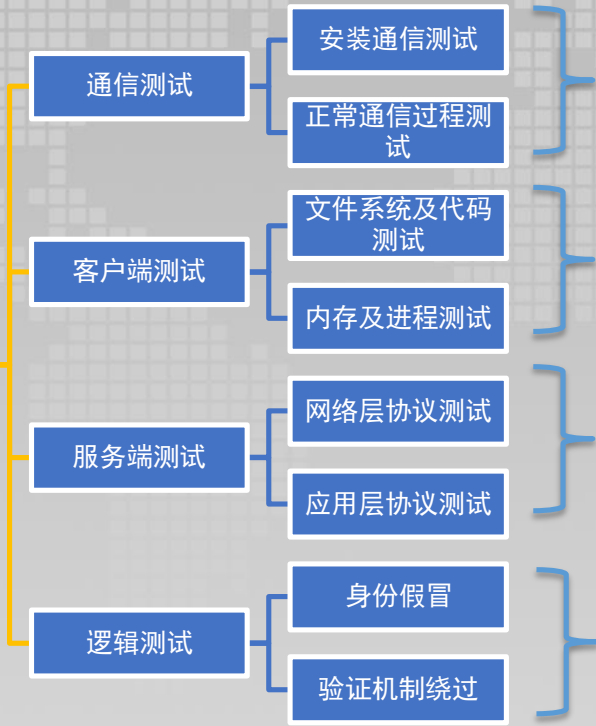 通信测试
安装通信测试
正常通信过程测
试
客户端测试
文件系统及代码
测试
内存及进程测试
服务端测试
网络层协议测试
应用层协议测试
逻辑测试
身份假冒
验证机制绕过